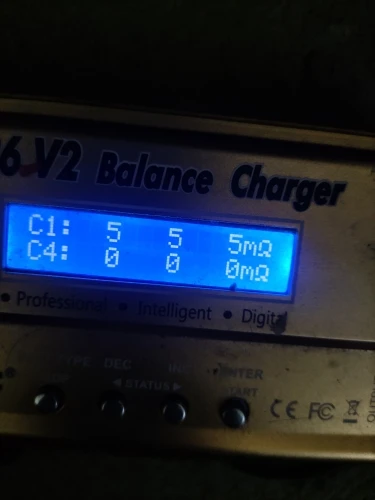 6 V2 Balance Charger
C1: 5 5 5mΩ
C4: 0 0 0mΩ
• Professional • Intelligent • Digital
DEC INC ENTER
◀ STATUS ▶ START
CE FC